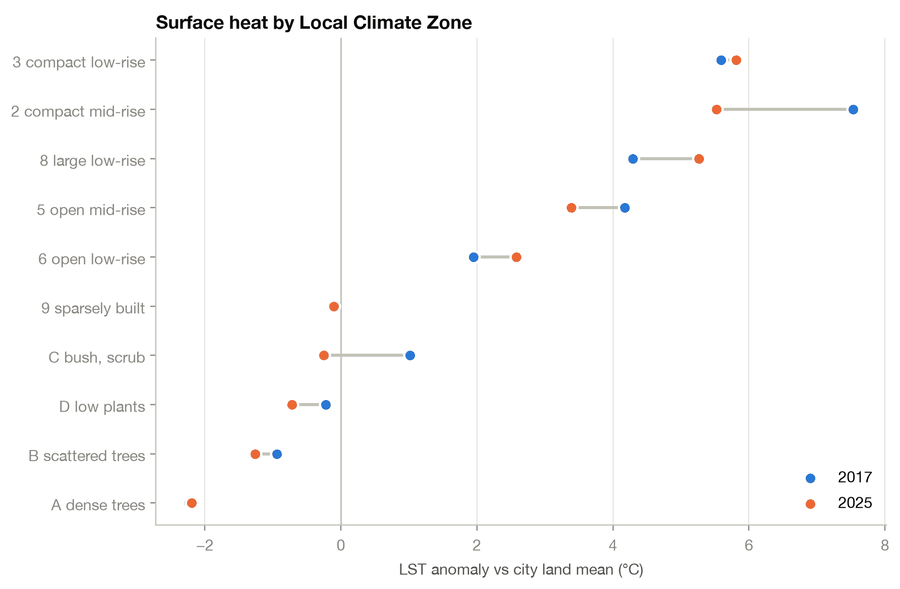 Surface heat by Local Climate Zone
3 compact low-rise
2 compact mid-rise
8 large low-rise
5 open mid-rise
6 open low-rise
9 sparsely built
C bush, scrub
D low plants
B scattered trees
A dense trees
2017
2025
−2 0 2 4 6 8
LST anomaly vs city land mean (°C)